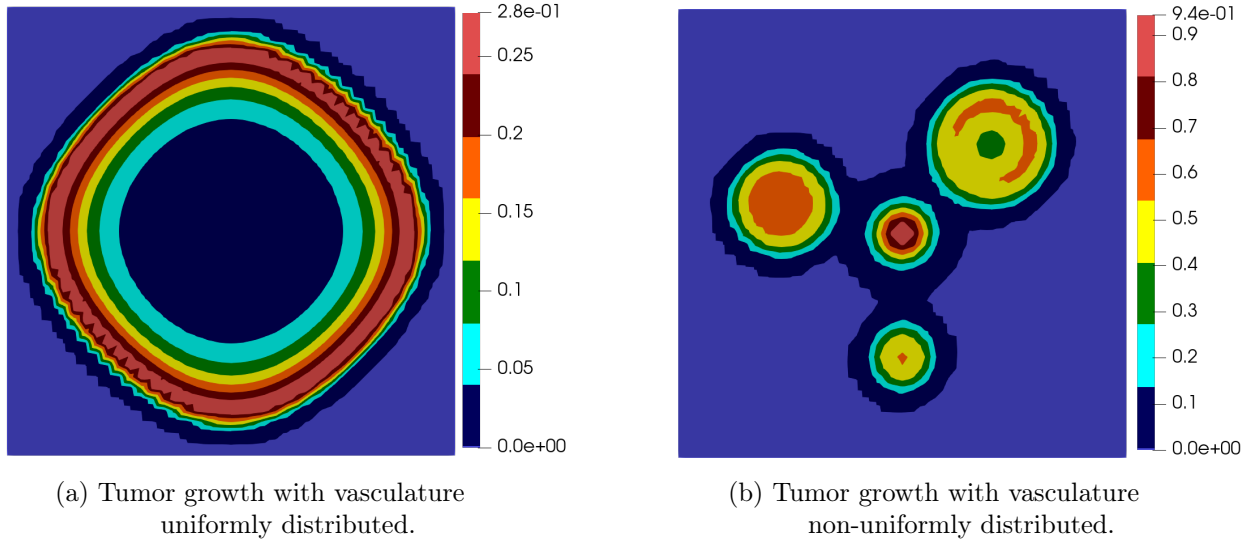 2.8e-01
0.25
0.2
0.15
0.1
0.05
0.0e+00
9.4e-01
0.9
0.8
0.7
0.6
0.5
0.4
0.3
0.2
0.1
0.0e+00
(a) Tumor growth with vasculature
uniformly distributed.
(b) Tumor growth with vasculature
non-uniformly distributed.